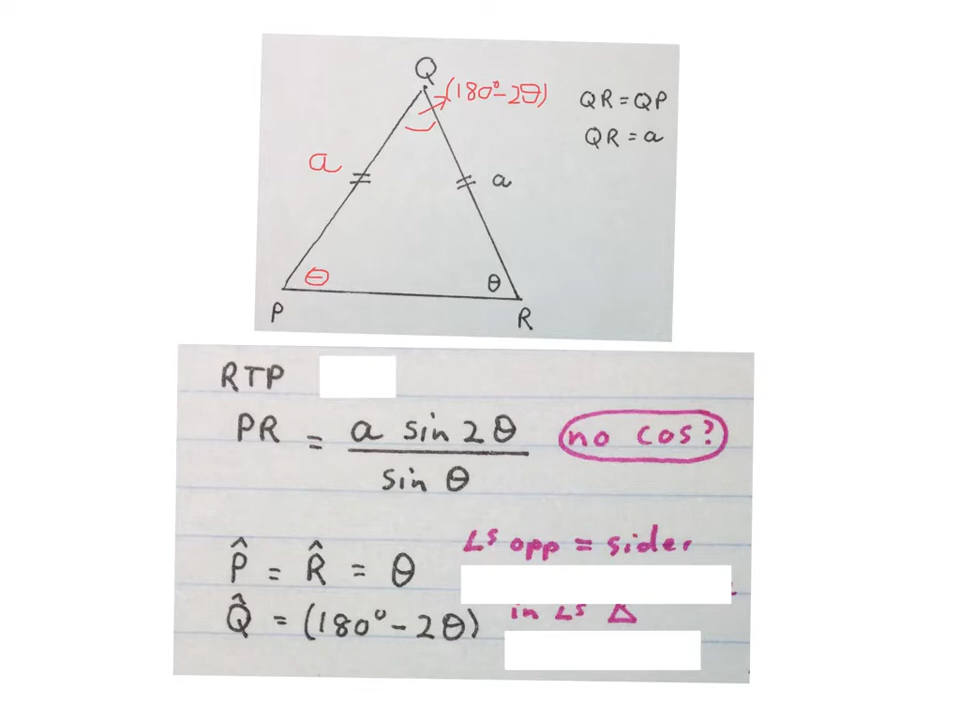 Q
(180°-2θ)
QR = QP
QR = a
a
a
θ
θ
P
R
RTP
PR = a sin 2θ / sin θ
no cos?
∠s opp = sides
P̂ = R̂ = θ
Q̂ = (180° - 2θ)
in ∠s Δ